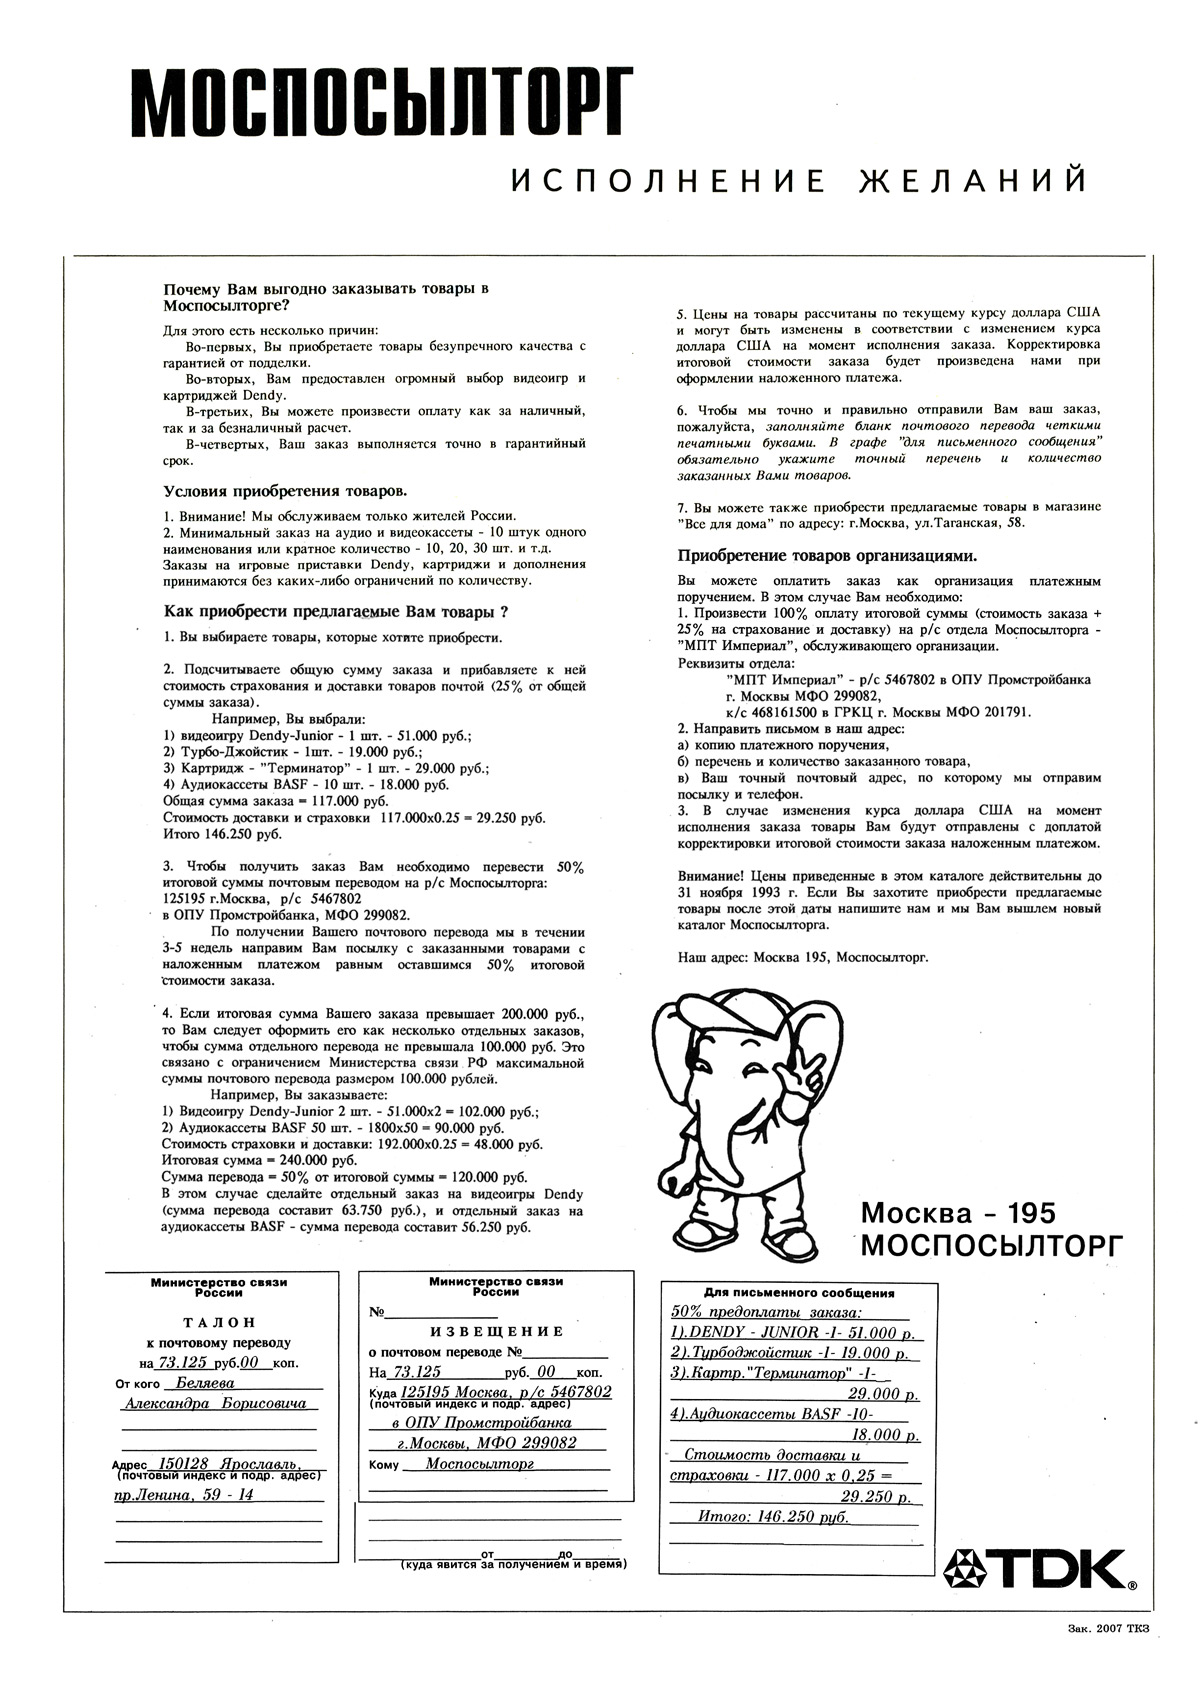 МОСПОСЫЛТОРГ
ИСПОЛНЕНИЕ ЖЕЛАНИЙ
Почему Вам выгодно заказывать товары в
Моспосылторге?
Для этого есть несколько причин:
Во-первых, Вы приобретаете товары безупречного качества с
гарантией от подделки.
Во-вторых, Вам предоставлен огромный выбор видеоигр и
картриджей Dendy.
В-третьих, Вы можете произвести оплату как за наличный,
так и за безналичный расчет.
В-четвертых, Ваш заказ выполняется точно в гарантийный
срок.
Условия приобретения товаров.
1. Внимание! Мы обслуживаем только жителей России.
2. Минимальный заказ на аудио и видеокассеты - 10 штук одного
наименования или кратное количество - 10, 20, 30 шт. и т.д.
Заказы на игровые приставки Dendy, картриджи и дополнения
принимаются без каких-либо ограничений по количеству.
Как приобрести предлагаемые Вам товары ?
1. Вы выбираете товары, которые хотите приобрести.
2. Подсчитываете общую сумму заказа и прибавляете к ней
стоимость страхования и доставки товаров почтой (25% от общей
суммы заказа).
Например, Вы выбрали:
1) видеоигру Dendy-Junior - 1 шт. - 51.000 руб.;
2) Турбо-Джойстик - 1шт. - 19.000 руб.;
3) Картридж - "Терминатор" - 1 шт. - 29.000 руб.;
4) Аудиокассеты BASF - 10 шт. - 18.000 руб.
Общая сумма заказа = 117.000 руб.
Стоимость доставки и страховки 117.000х0.25 = 29.250 руб.
Итого 146.250 руб.
3. Чтобы получить заказ Вам необходимо перевести 50%
итоговой суммы почтовым переводом на р/с Моспосылторга:
125195 г.Москва, р/с 5467802
в ОПУ Промстройбанка, МФО 299082.
По получении Вашего почтового перевода мы в течении
3-5 недель направим Вам посылку с заказанными товарами с
наложенным платежом равным оставшимся 50% итоговой
стоимости заказа.
4. Если итоговая сумма Вашего заказа превышает 200.000 руб.,
то Вам следует оформить его как несколько отдельных заказов,
чтобы сумма отдельного перевода не превышала 100.000 руб. Это
связано с ограничением Министерства связи РФ максимальной
суммы почтового перевода размером 100.000 рублей.
Например, Вы заказываете:
1) Видеоигру Dendy-Junior 2 шт. - 51.000х2 = 102.000 руб.;
2) Аудиокассеты BASF 50 шт. - 1800х50 = 90.000 руб.
Стоимость страховки и доставки: 192.000х0.25 = 48.000 руб.
Итоговая сумма = 240.000 руб.
Сумма перевода = 50% от итоговой суммы = 120.000 руб.
В этом случае сделайте отдельный заказ на видеоигры Dendy
(сумма перевода составит 63.750 руб.), и отдельный заказ на
аудиокассеты BASF - сумма перевода составит 56.250 руб.
5. Цены на товары рассчитаны по текущему курсу доллара США
и могут быть изменены в соответствии с изменением курса
доллара США на момент исполнения заказа. Корректировка
итоговой стоимости заказа будет произведена нами при
оформлении наложенного платежа.
6. Чтобы мы точно и правильно отправили Вам ваш заказ,
пожалуйста, заполняйте бланк почтового перевода четкими
печатными буквами. В графе "для письменного сообщения"
обязательно укажите точный перечень и количество
заказанных Вами товаров.
7. Вы можете также приобрести предлагаемые товары в магазине
"Все для дома" по адресу: г.Москва, ул.Таганская, 58.
Приобретение товаров организациями.
Вы можете оплатить заказ как организация платежным
поручением. В этом случае Вам необходимо:
1. Произвести 100% оплату итоговой суммы (стоимость заказа +
25% на страхование и доставку) на р/с отдела Моспосылторга -
"МПТ Империал", обслуживающего организации.
Реквизиты отдела:
"МПТ Империал" - р/с 5467802 в ОПУ Промстройбанка
г. Москвы МФО 299082,
к/с 468161500 в ГРКЦ г. Москвы МФО 201791.
2. Направить письмом в наш адрес:
а) копию платежного поручения,
б) перечень и количество заказанного товара,
в) Ваш точный почтовый адрес, по которому мы отправим
посылку и телефон.
3. В случае изменения курса доллара США на момент
исполнения заказа товары Вам будут отправлены с доплатой
корректировки итоговой стоимости заказа наложенным платежом.
Внимание! Цены приведенные в этом каталоге действительны до
31 ноября 1993 г. Если Вы захотите приобрести предлагаемые
товары после этой даты напишите нам и мы Вам вышлем новый
каталог Моспосылторга.
Наш адрес: Москва 195, Моспосылторг.
Москва - 195
МОСПОСЫЛТОРГ
Министерство связи
России
ТАЛОН
к почтовому переводу
на 73.125 руб.00 коп.
От кого Беляева
Александра Борисовича
Адрес 150128 Ярославль,
(почтовый индекс и подр. адрес)
пр.Ленина, 59 - 14
Министерство связи
России
№
ИЗВЕЩЕНИЕ
о почтовом переводе №
На 73.125 руб. 00 коп.
Куда 125195 Москва, р/с 5467802
(почтовый индекс и подр. адрес)
в ОПУ Промстройбанка
г.Москвы, МФО 299082
Кому Моспосылторг
от до
(куда явится за получением и время)
Для письменного сообщения
50% предоплаты заказа:
1).DENDY - JUNIOR -1- 51.000 р.
2).Турбоджойстик -1- 19.000 р.
3).Картр."Терминатор" -1-
29.000 р.
4).Аудиокассеты BASF -10-
18.000 р.
Стоимость доставки и
страховки - 117.000 х 0,25 =
29.250 р.
Итого: 146.250 руб.
TDK®
Зак. 2007 ТКЗ